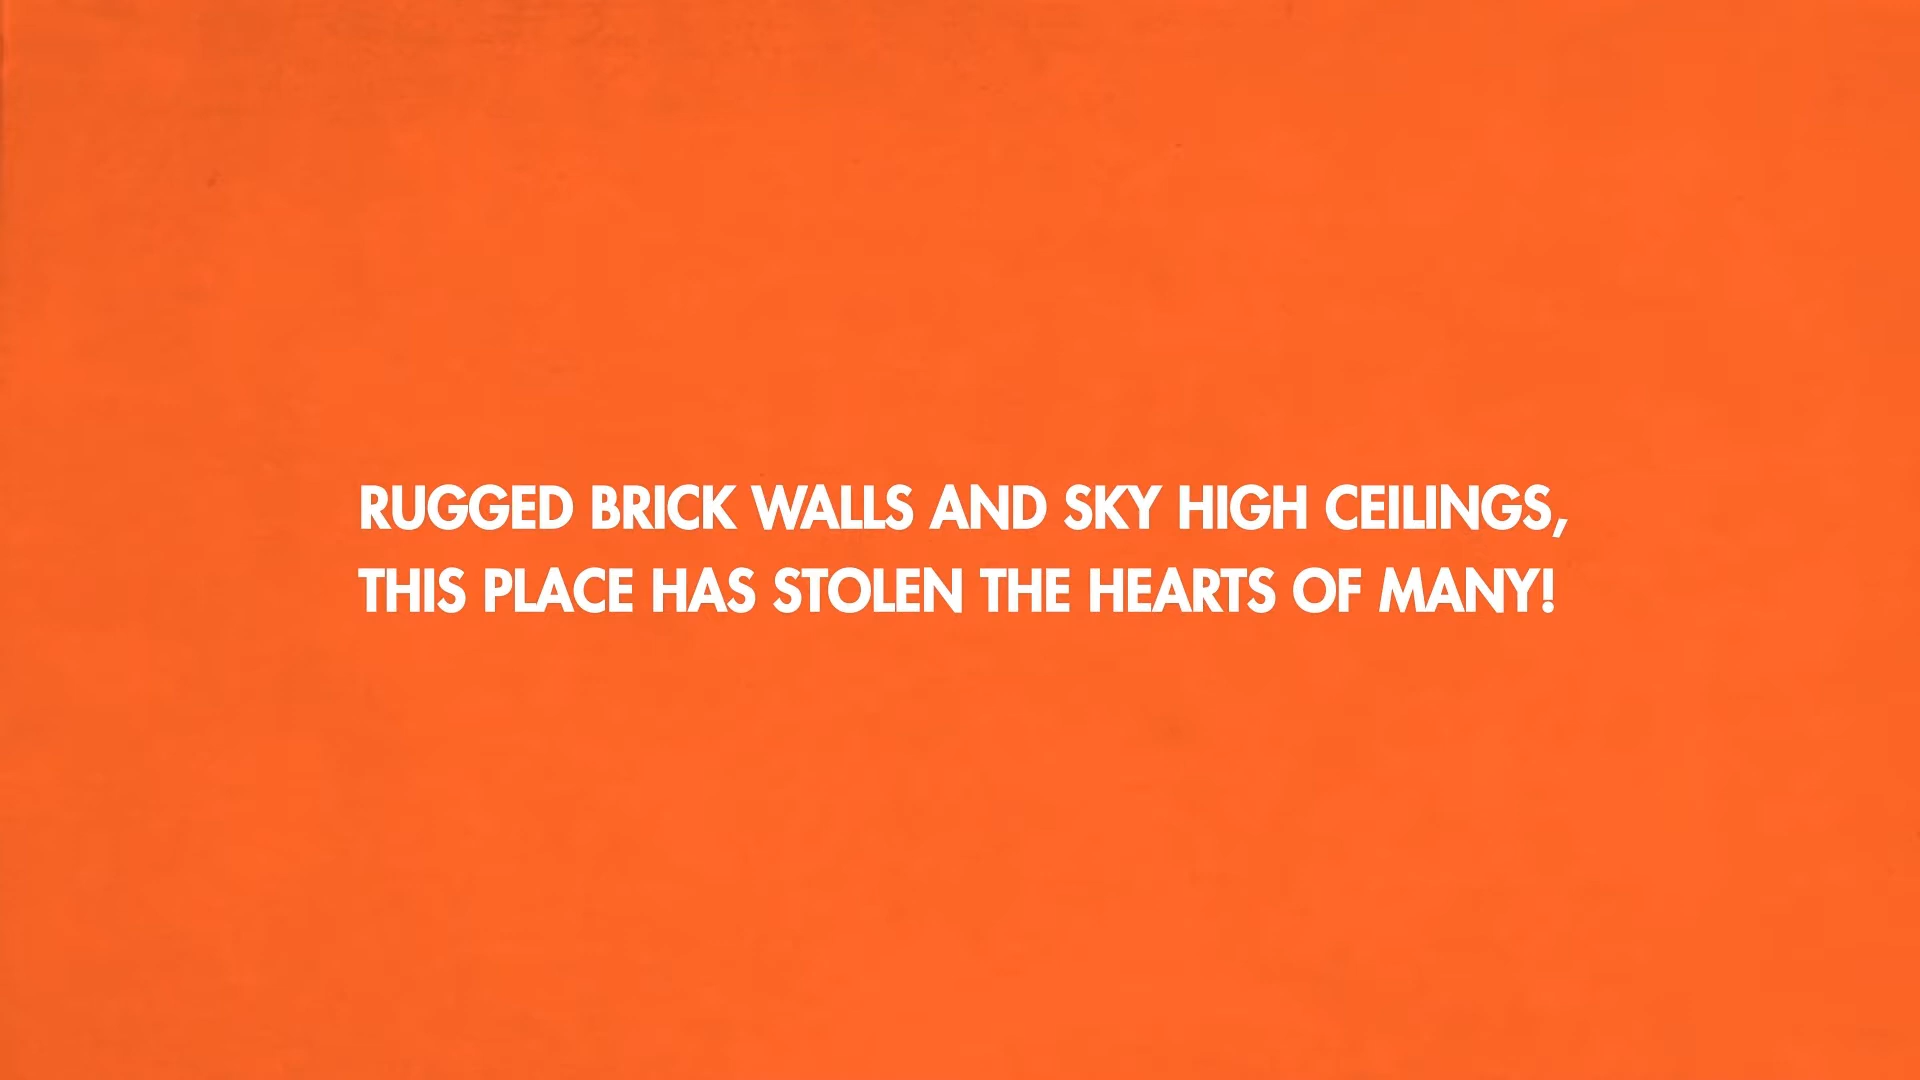 RUGGED BRICK WALLS AND SKY HIGH CEILINGS,
THIS PLACE HAS STOLEN THE HEARTS OF MANY!